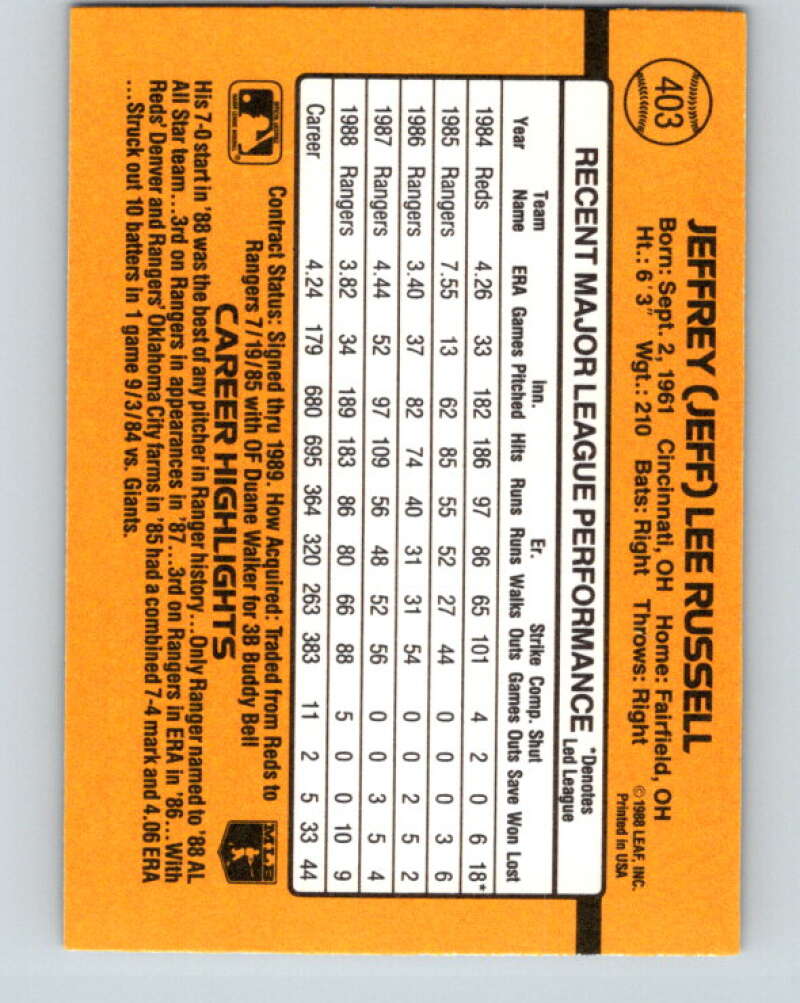 403
JEFFREY (JEFF) LEE RUSSELL
Born: Sept. 2, 1961 Cincinnati, OH Home: Fairfield, OH
Ht.: 6'3" Wgt.: 210 Bats: Right Throws: Right
© 1988 LEAF, INC.
Printed in USA
RECENT MAJOR LEAGUE PERFORMANCE *Denotes Led League
Team Inn. Er. Strike Comp. Shut
Year Name ERA Games Pitched Hits Runs Runs Walks Outs Games Outs Save Won Lost
1984 Reds 4.26 33 182 186 97 86 65 101 4 2 0 6 18*
1985 Rangers 7.55 13 62 85 55 52 27 44 0 0 0 3 6
1986 Rangers 3.40 37 82 74 40 31 31 54 0 0 2 5 2
1987 Rangers 4.44 52 97 109 56 48 52 56 0 0 3 5 4
1988 Rangers 3.82 34 189 183 86 80 66 88 5 0 0 10 9
Career 4.24 179 680 695 364 320 263 383 11 2 5 33 44
Contract Status: Signed thru 1989. How Acquired: Traded from Reds to
Rangers 7/19/85 with OF Duane Walker for 3B Buddy Bell
MLB
CAREER HIGHLIGHTS
His 7-0 start in '88 was the best of any pitcher in Ranger history...Only Ranger named to '88 AL
All Star team...3rd on Rangers in appearances in '87...3rd on Rangers in ERA in '86...With
Reds' Denver and Rangers' Oklahoma City farms in '85 had a combined 7-4 mark and 4.06 ERA
...Struck out 10 batters in 1 game 9/3/84 vs. Giants.